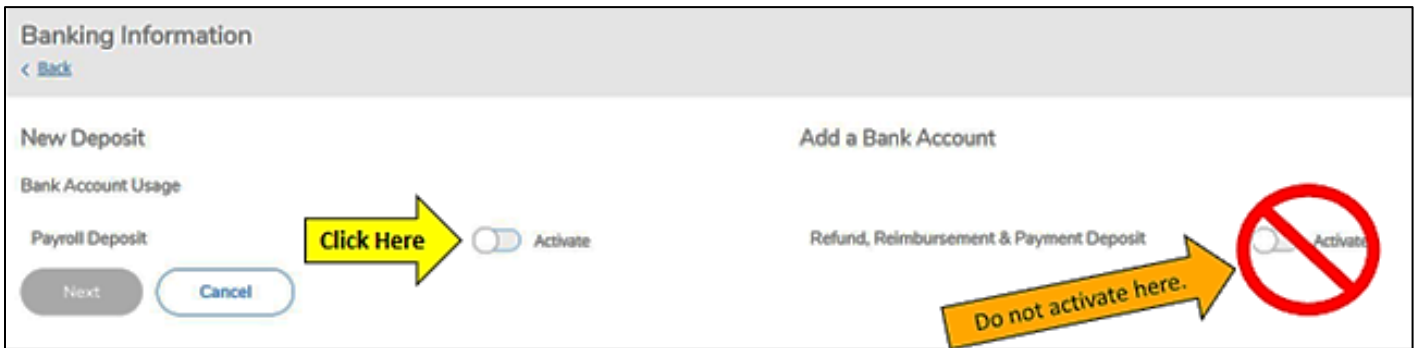 Banking Information
< Back
New Deposit
Add a Bank Account
Bank Account Usage
Payroll Deposit
Click Here
Activate
Refund, Reimbursement & Payment Deposit
Activate
Next
Cancel
Do not activate here.